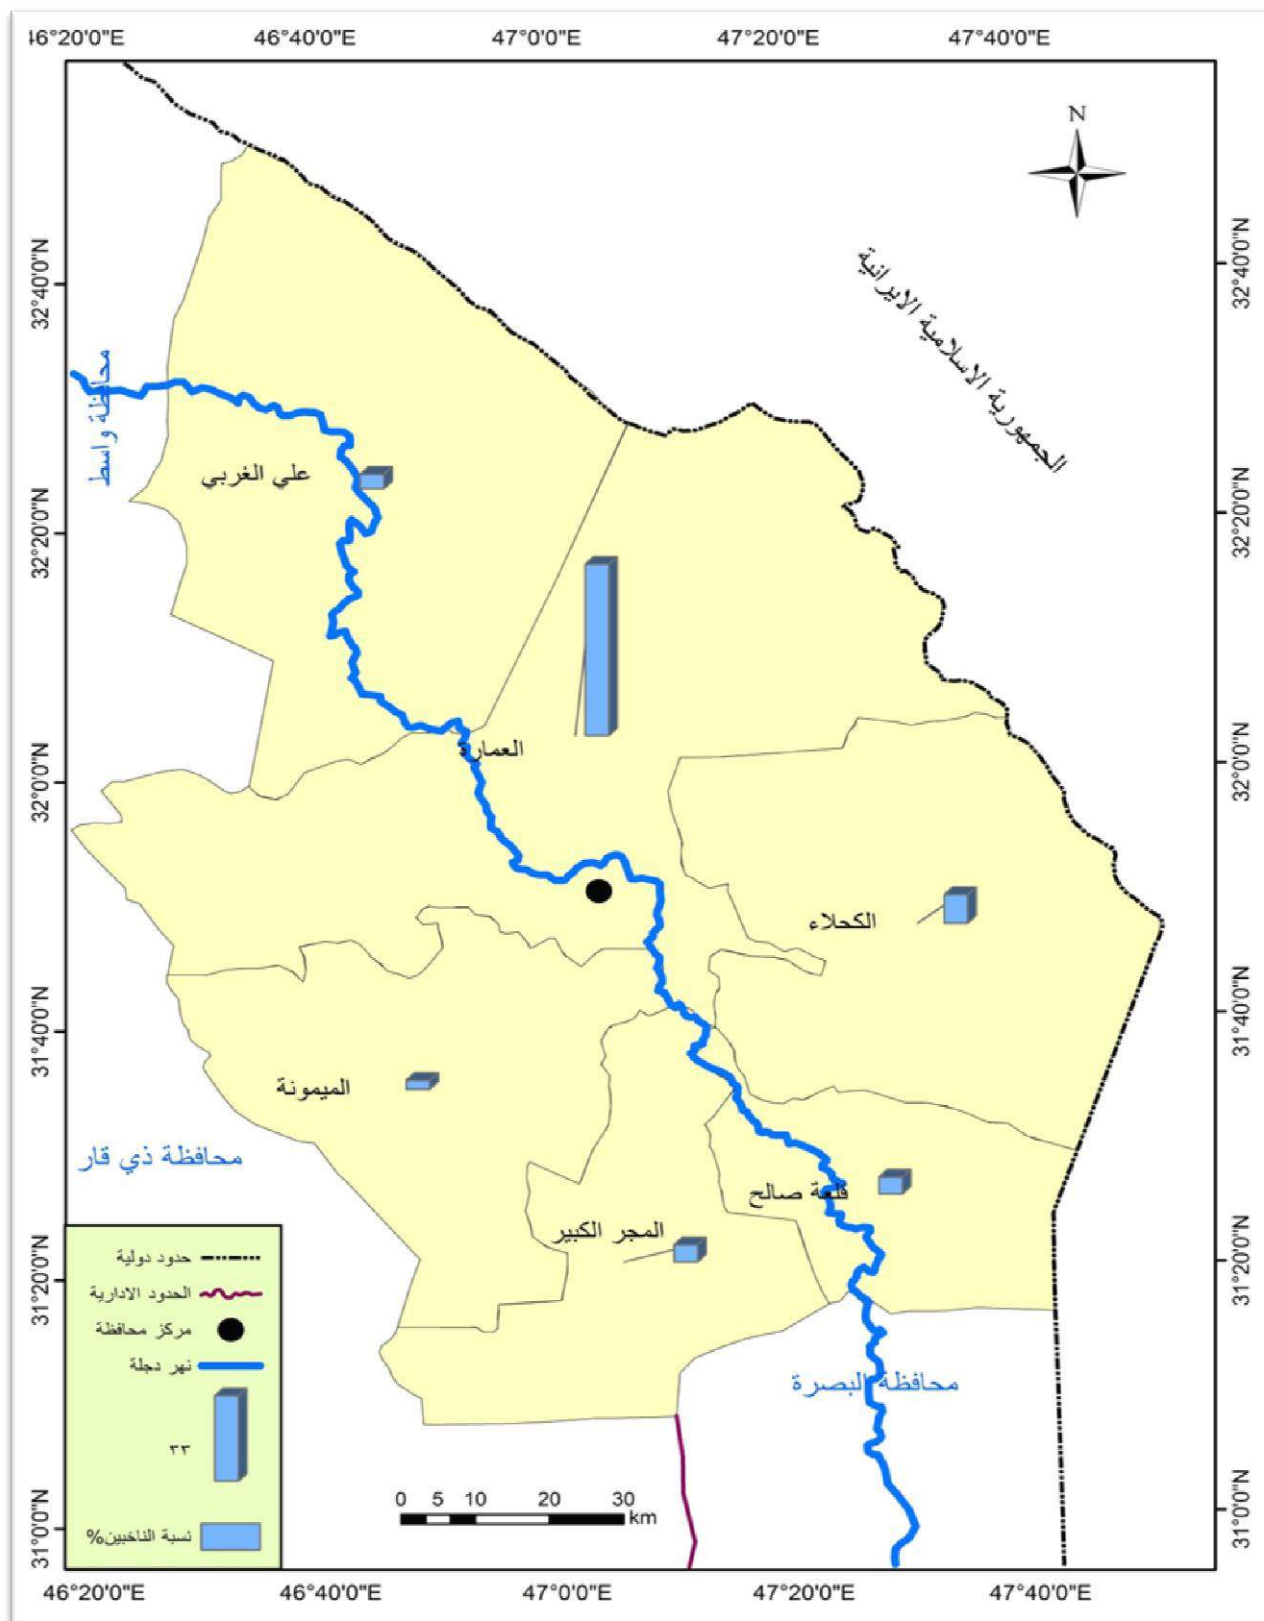 46°20'0"E 46°40'0"E 47°0'0"E 47°20'0"E 47°40'0"E
N
32°40'0"N
32°40'0"N
الجمهورية الاسلامية الايرانية
محافظة واسط
علي الغربي
32°20'0"N
32°20'0"N
العمارة
32°0'0"N
32°0'0"N
الكحلاء
31°40'0"N
31°40'0"N
الميمونة
محافظة ذي قار
قلعة صالح
المجر الكبير
31°20'0"N
31°20'0"N
محافظة البصرة
حدود دولية
الحدود الادارية
مركز محافظة
نهر دجلة
٣٣
نسبة الناخبين%
0 5 10 20 30
km
31°0'0"N
31°0'0"N
46°20'0"E 46°40'0"E 47°0'0"E 47°20'0"E 47°40'0"E